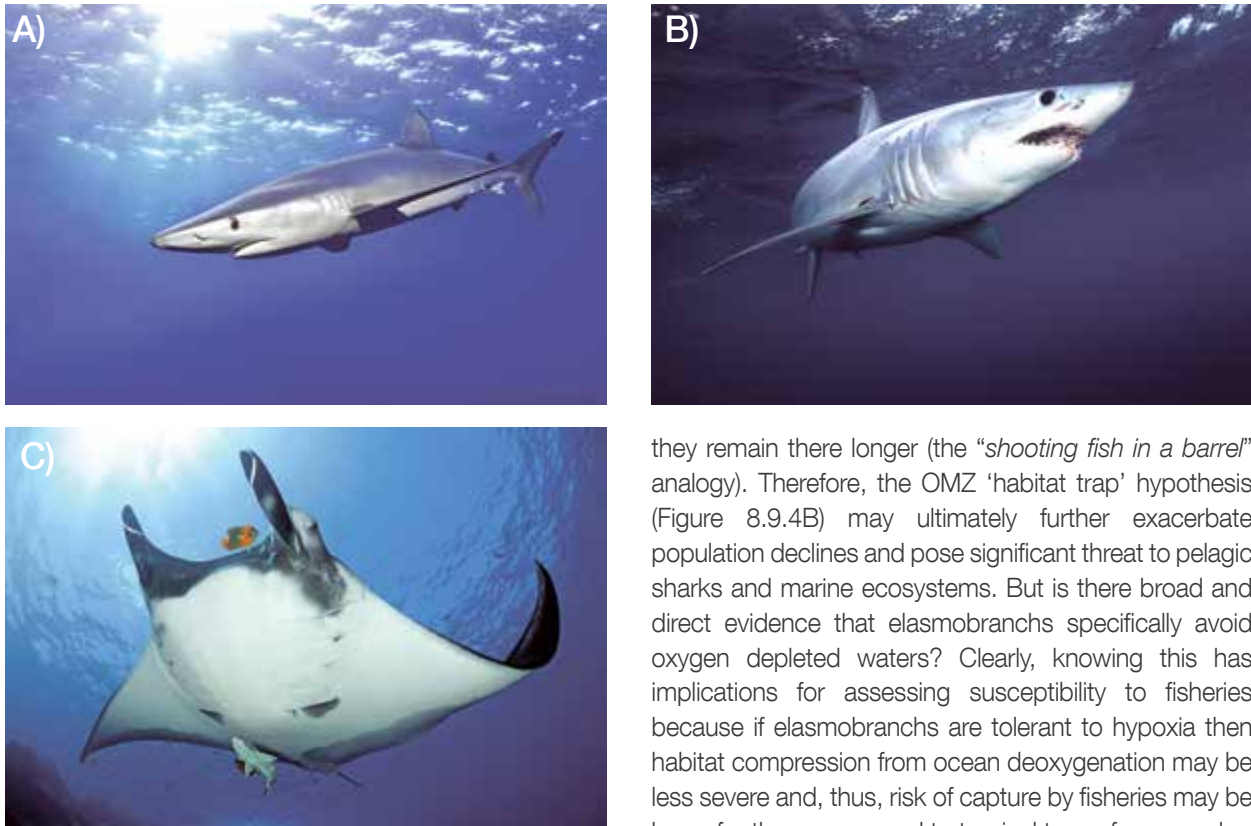 A)
B)
C)
they remain there longer (the “shooting fish in a barrel”
analogy). Therefore, the OMZ ‘habitat trap’ hypothesis
(Figure 8.9.4B) may ultimately further exacerbate
population declines and pose significant threat to pelagic
sharks and marine ecosystems. But is there broad and
direct evidence that elasmobranchs specifically avoid
oxygen depleted waters? Clearly, knowing this has
implications for assessing susceptibility to fisheries
because if elasmobranchs are tolerant to hypoxia then
habitat compression from ocean deoxygenation may be
less severe and, thus, risk of capture by fisheries may be